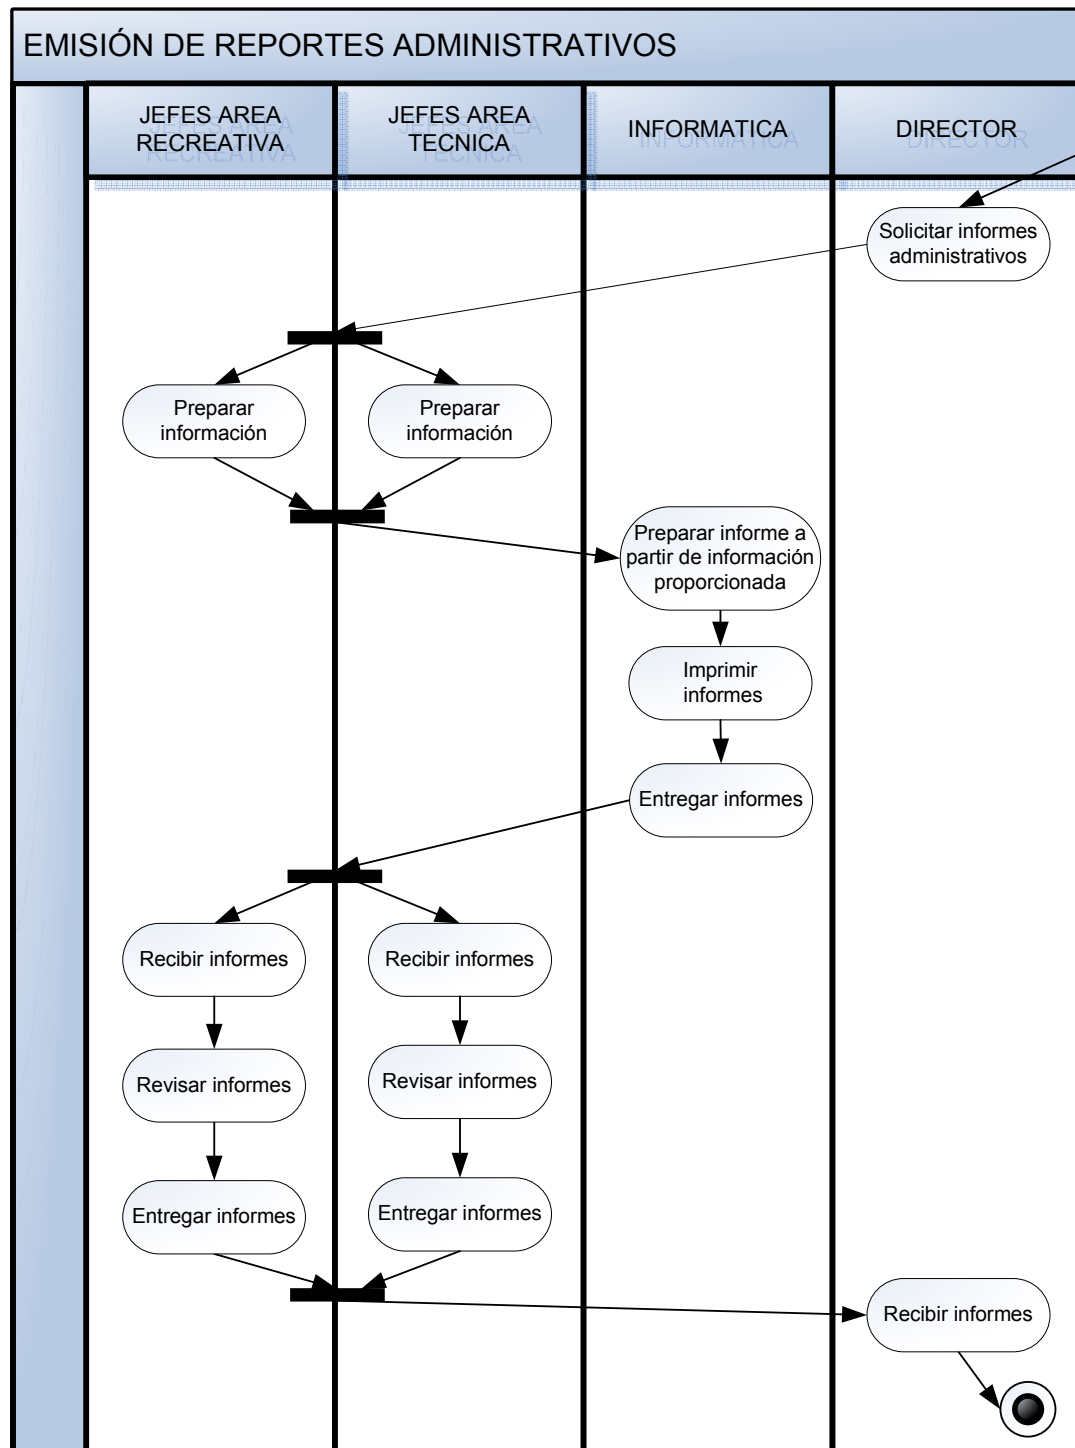 EMISIÓN DE REPORTES ADMINISTRATIVOS
JEFES AREA
RECREATIVA
JEFES AREA
TECNICA
INFORMATICA
DIRECTOR
Solicitar informes
administrativos
Preparar
información
Preparar
información
Preparar informe a
partir de información
proporcionada
Imprimir
informes
Entregar informes
Recibir informes
Recibir informes
Revisar informes
Revisar informes
Entregar informes
Entregar informes
Recibir informes